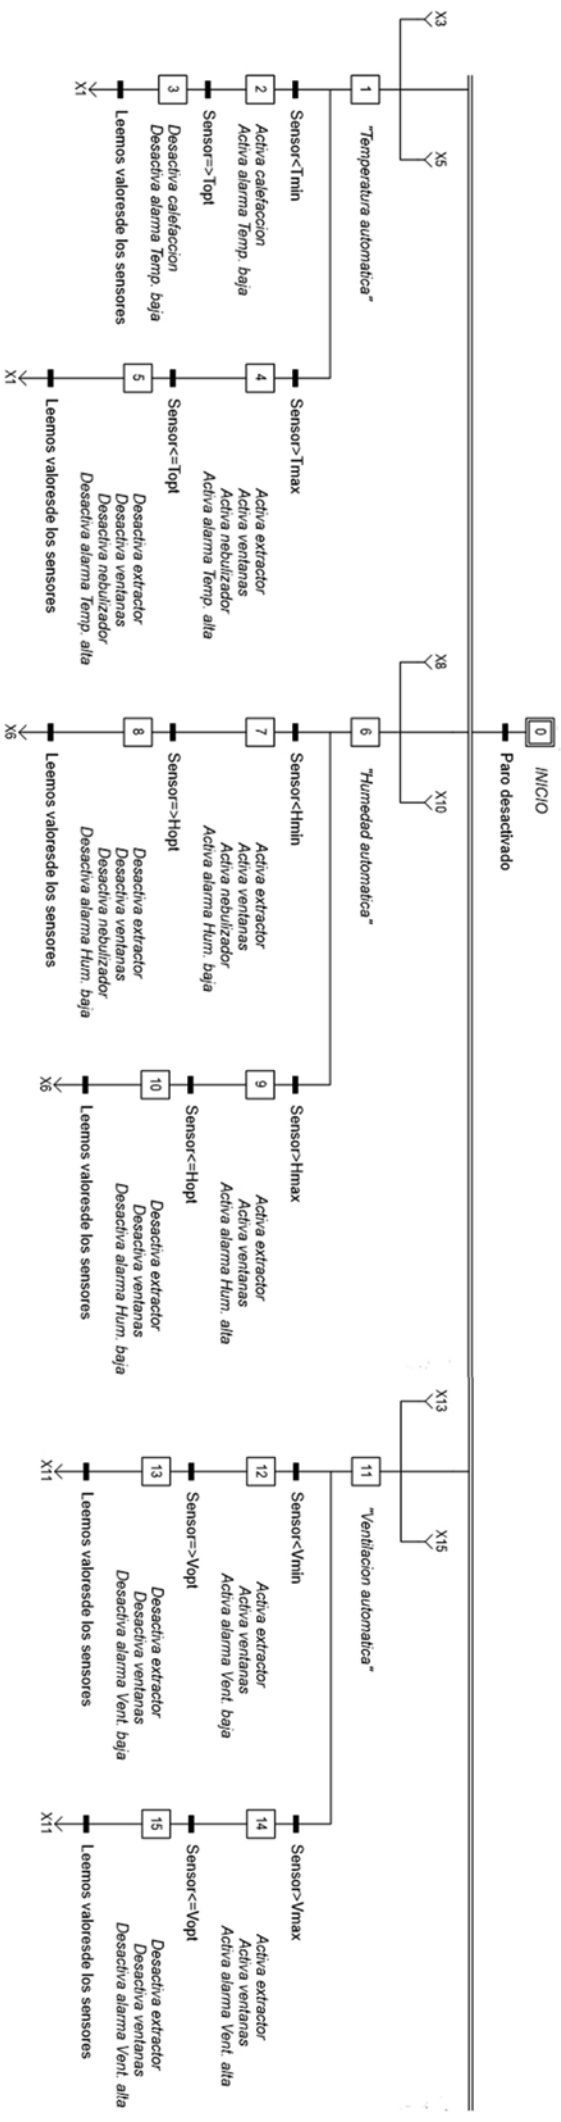 0
INICIO
Paro desactivado
X3
X5
1
"Temperatura automatica"
Sensor<Tmin
2
Activa calefaccion
Activa alarma Temp. baja
Sensor=>Topt
3
Desactiva calefaccion
Desactiva alarma Temp. baja
Leemos valoresde los sensores
X1
Sensor>Tmax
4
Activa extractor
Activa ventanas
Activa nebulizador
Activa alarma Temp. alta
Sensor<=Topt
5
Desactiva extractor
Desactiva ventanas
Desactiva nebulizador
Desactiva alarma Temp. alta
Leemos valoresde los sensores
X1
X8
X10
6
"Humedad automatica"
Sensor<Hmin
7
Activa extractor
Activa ventanas
Activa nebulizador
Activa alarma Hum. baja
Sensor=>Hopt
8
Desactiva extractor
Desactiva ventanas
Desactiva nebulizador
Desactiva alarma Hum. baja
Leemos valoresde los sensores
X6
Sensor>Hmax
9
Activa extractor
Activa ventanas
Activa alarma Hum. alta
Sensor<=Hopt
10
Desactiva extractor
Desactiva ventanas
Desactiva alarma Hum. baja
Leemos valoresde los sensores
X6
X13
X15
11
"Ventilacion automatica"
Sensor<Vmin
12
Activa extractor
Activa ventanas
Activa alarma Vent. baja
Sensor=>Vopt
13
Desactiva extractor
Desactiva ventanas
Desactiva alarma Vent. baja
Leemos valoresde los sensores
X11
Sensor>Vmax
14
Activa extractor
Activa ventanas
Activa alarma Vent. alta
Sensor<=Vopt
15
Desactiva extractor
Desactiva ventanas
Desactiva alarma Vent. alta
Leemos valoresde los sensores
X11